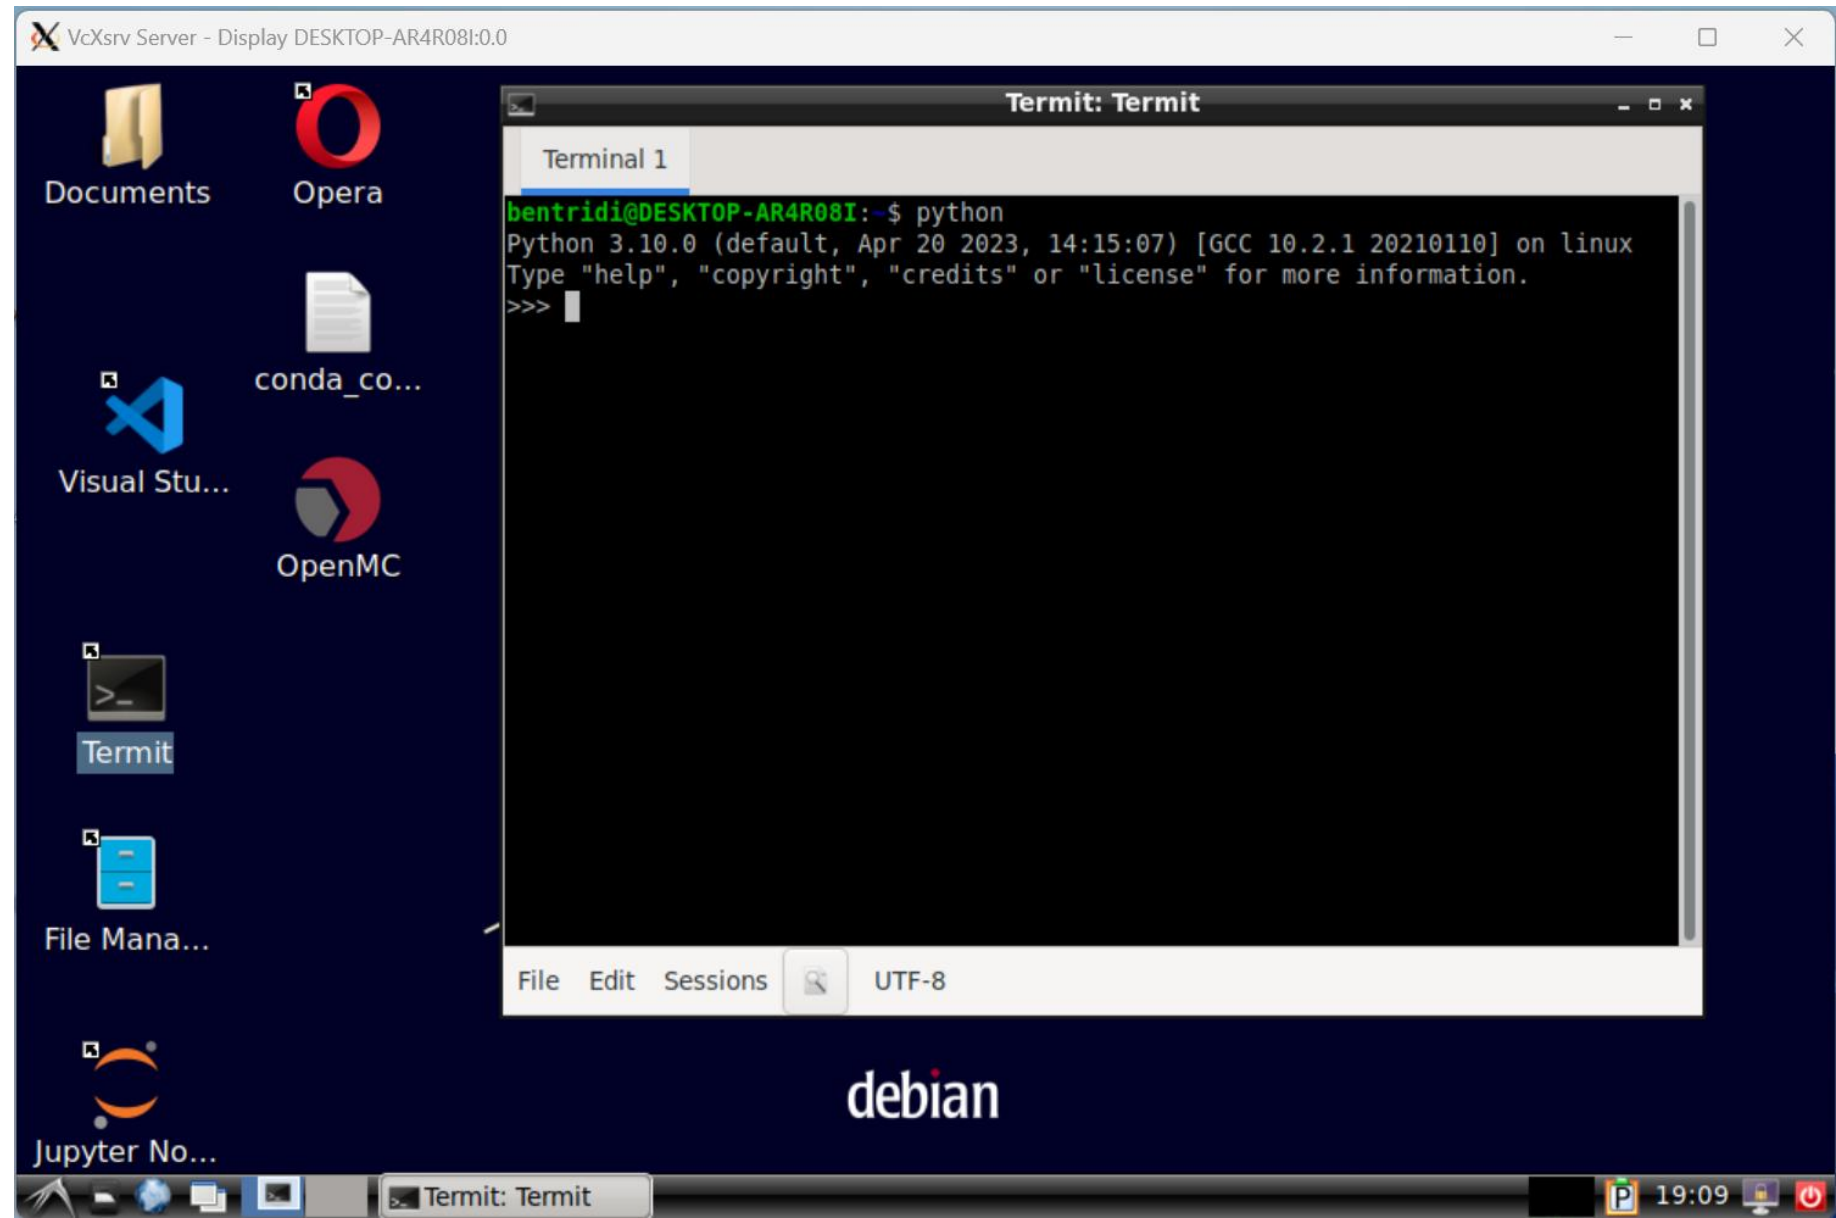 VcXsrv Server - Display DESKTOP-AR4R08I:0.0
Documents
Opera
conda_co...
Visual Stu...
OpenMC
Termit
File Mana...
Jupyter No...
Termit: Termit
Terminal 1
bentridi@DESKTOP-AR4R08I:~$ python
Python 3.10.0 (default, Apr 20 2023, 14:15:07) [GCC 10.2.1 20210110] on linux
Type "help", "copyright", "credits" or "license" for more information.
>>>
File Edit Sessions UTF-8
debian
Termit: Termit
P 19:09